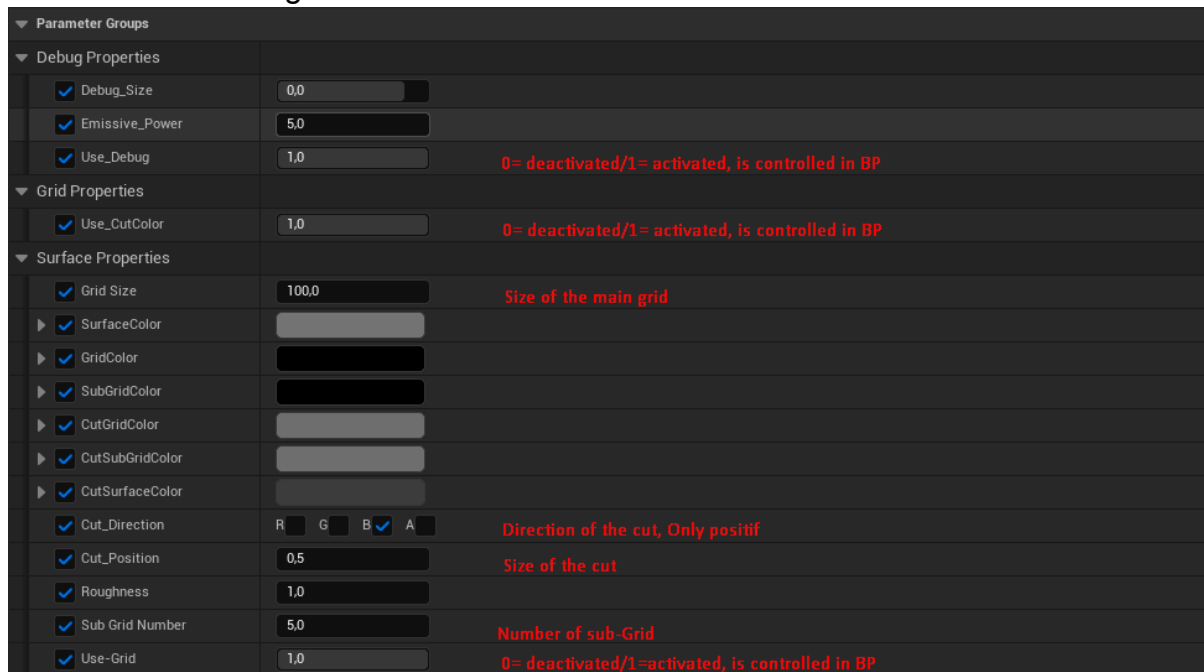 Parameter Groups
Debug Properties
Debug_Size 0,0
Emissive_Power 5,0
Use_Debug 1,0 0= deactivated/1= activated, is controlled in BP
Grid Properties
Use_CutColor 1,0 0= deactivated/1= activated, is controlled in BP
Surface Properties
Grid Size 100,0 Size of the main grid
SurfaceColor
GridColor
SubGridColor
CutGridColor
CutSubGridColor
CutSurfaceColor
Cut_Direction R G B A Direction of the cut, Only positif
Cut_Position 0,5 Size of the cut
Roughness 1,0
Sub Grid Number 5,0 Number of sub-Grid
Use-Grid 1,0 0= deactivated/1=activated, is controlled in BP